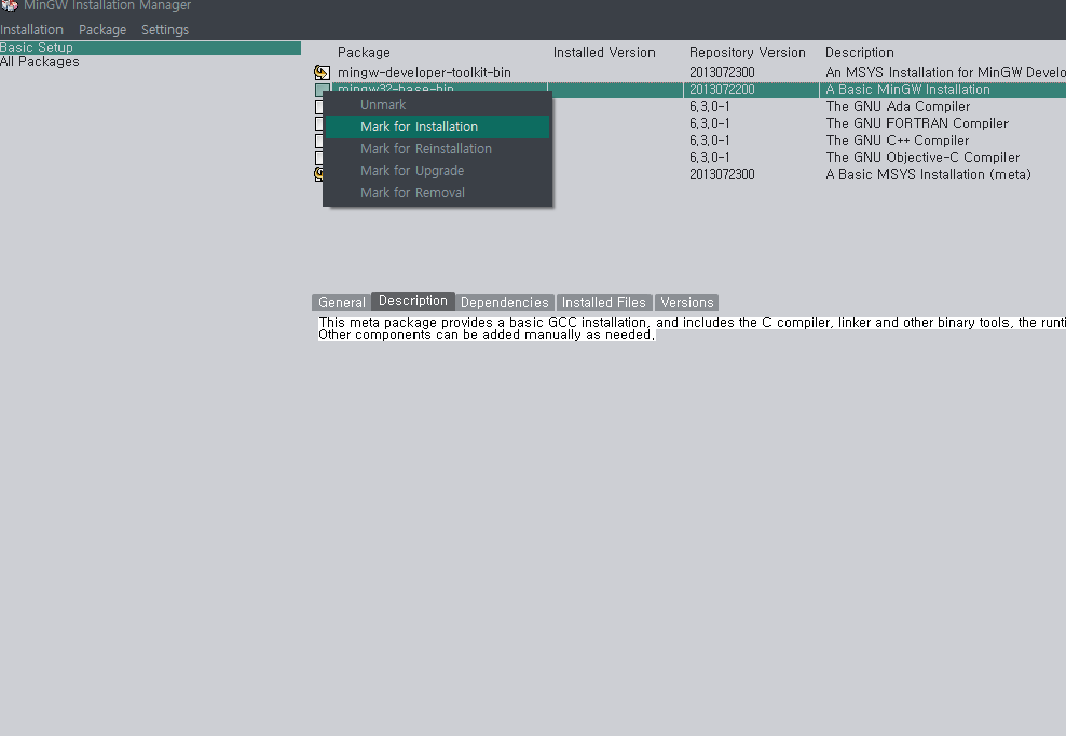 MinGW Installation Manager
Installation Package Settings
Basic Setup
All Packages
Package Installed Version Repository Version Description
mingw-developer-toolkit-bin 2013072300 An MSYS Installation for MinGW Develo
mingw32-base-bin 2013072200 A Basic MinGW Installation
6.3.0-1 The GNU Ada Compiler
6.3.0-1 The GNU FORTRAN Compiler
6.3.0-1 The GNU C++ Compiler
6.3.0-1 The GNU Objective-C Compiler
2013072300 A Basic MSYS Installation (meta)
Unmark
Mark for Installation
Mark for Reinstallation
Mark for Upgrade
Mark for Removal
General Description Dependencies Installed Files Versions
This meta package provides a basic GCC installation, and includes the C compiler, linker and other binary tools, the runti
Other components can be added manually as needed.